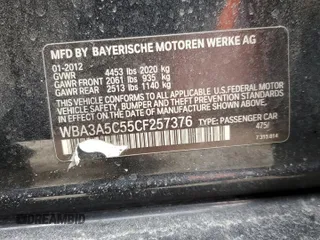 MFD BY BAYERISCHE MOTOREN WERKE AG
01-2012
GVWR 4453 lbs 2020 kg
GAWR FRONT 2061 lbs 935 kg
GAWR REAR 2513 lbs 1140 kg
THIS VEHICLE CONFORMS TO ALL APPLICABLE FEDERAL MOTOR
VEHICLE SAFETY, BUMPER, AND THEFT PREVENTION STANDARDS IN
EFFECT ON THE DATE OF MANUFACTURE SHOWN ABOVE.
WBA3A5C55CF257376 TYPE: PASSENGER CAR
475/
DREAMBID